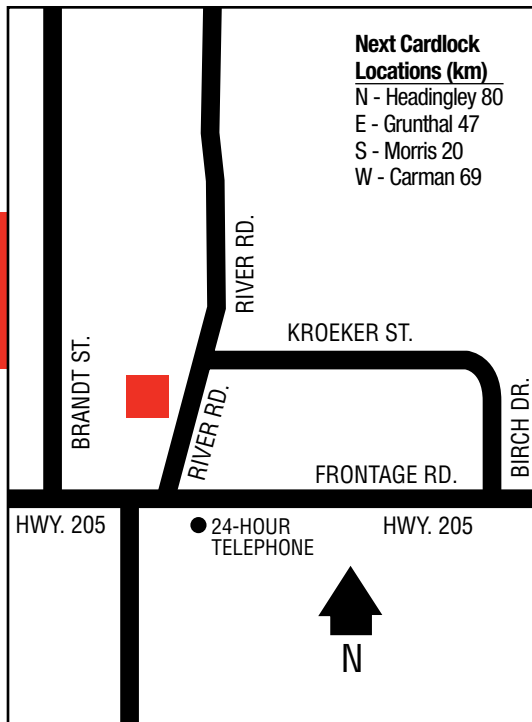 Next Cardlock
Locations (km)
N - Headingley 80
E - Grunthal 47
S - Morris 20
W - Carman 69
RIVER RD.
KROEKER ST.
BRANDT ST.
RIVER RD.
BIRCH DR.
FRONTAGE RD.
HWY. 205
24-HOUR
TELEPHONE
HWY. 205
N